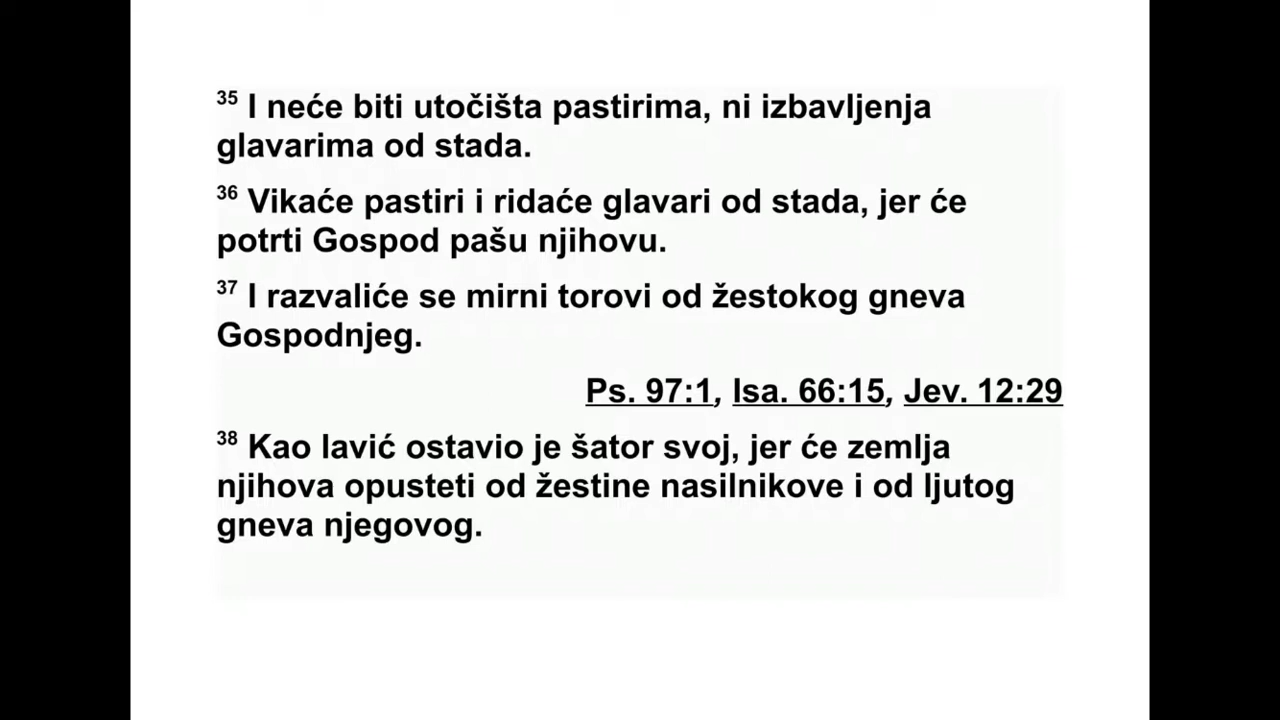 35 I neće biti utočišta pastirima, ni izbavljenja
glavarima od stada.
36 Vikaće pastiri i ridaće glavari od stada, jer će
potrti Gospod pašu njihovu.
37 I razvaliće se mirni torovi od žestokog gneva
Gospodnjeg.
Ps. 97:1, Isa. 66:15, Jev. 12:29
38 Kao lavić ostavio je šator svoj, jer će zemlja
njihova opusteti od žestine nasilnikove i od ljutog
gneva njegovog.